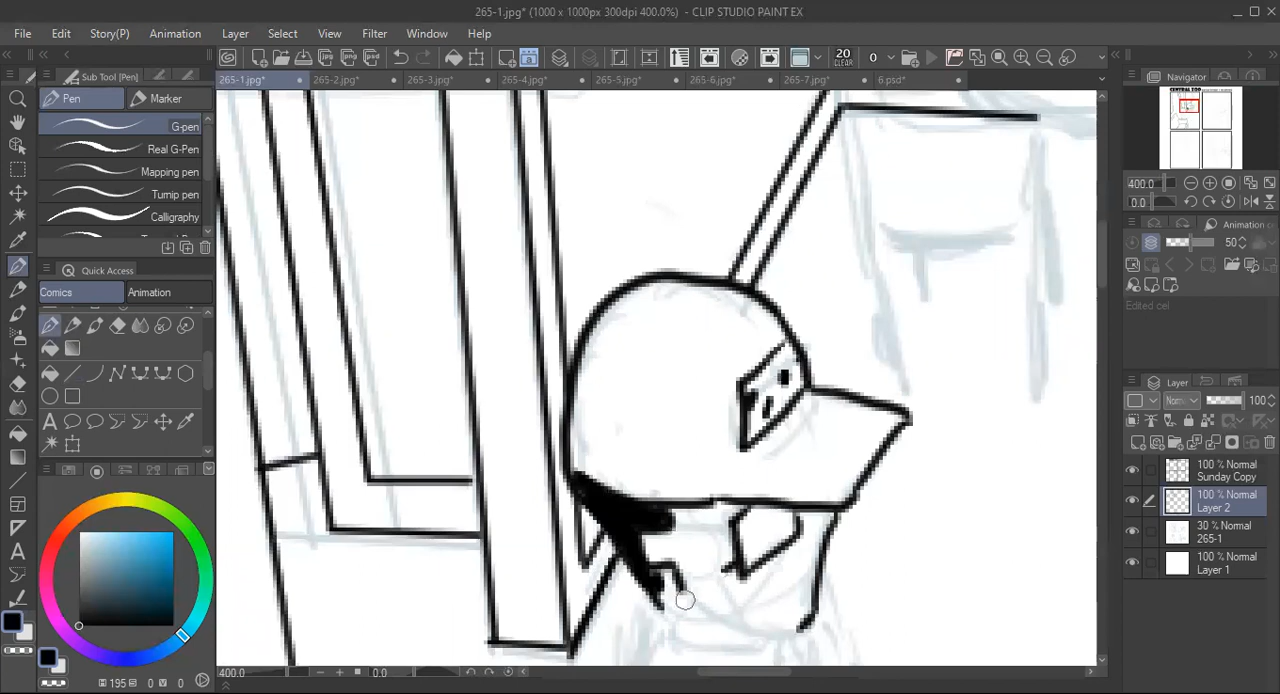 265-1.jpg* (1000 x 1000px 300dpi 400.0%) - CLIP STUDIO PAINT EX
File Edit Story(P) Animation Layer Select View Filter Window Help
20 CLEAR 0
Sub Tool [Pen]
265-1.jpg* 265-2.jpg* 265-3.jpg* 265-4.jpg* 265-5.jpg* 265-6.jpg* 265-7.jpg* 6.psd*
Navigator
Pen Marker
CENTRAL ZOO
G-pen
Real G-Pen
Mapping pen
Turnip pen
Calligraphy
400.0
0.0
Animation c
50
Quick Access
Comics Animation
Edited cel
Layer
Norm 100
100 % Normal
Sunday Copy
100 % Normal
Layer 2
30 % Normal
265-1
100 % Normal
Layer 1
400.0 0.0
H 195 S 0 V 0